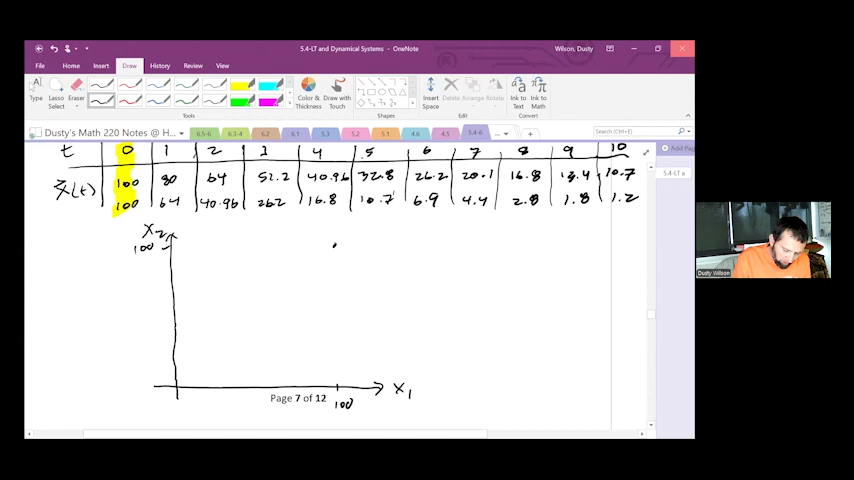 5.4-LT and Dynamical Systems - OneNote
Wilson, Dusty
File Home Insert Draw History Review View
Type Lasso Select Eraser Color & Thickness Draw with Touch Insert Space Delete Arrange Rotate Ink to Text Ink to Math
Tools Shapes Edit Convert
Dusty's Math 220 Notes @ H... 6.5-6 6.3-4 6.2 6.1 5.3 5.2 5.1 4.5 5.4-6 ... + Search (Ctrl+E)
Add Pag
5.4-LT a
t 0 1 2 3 4 5 6 7 8 9 10
x(t) 100 80 64 51.2 40.96 32.8 26.2 20.1 16.8 13.4 10.7
100 64 40.96 26.2 16.8 10.7 6.9 4.4 2.8 1.8 1.2
x2
100
x1
Page 7 of 12
100
Dusty Wilson